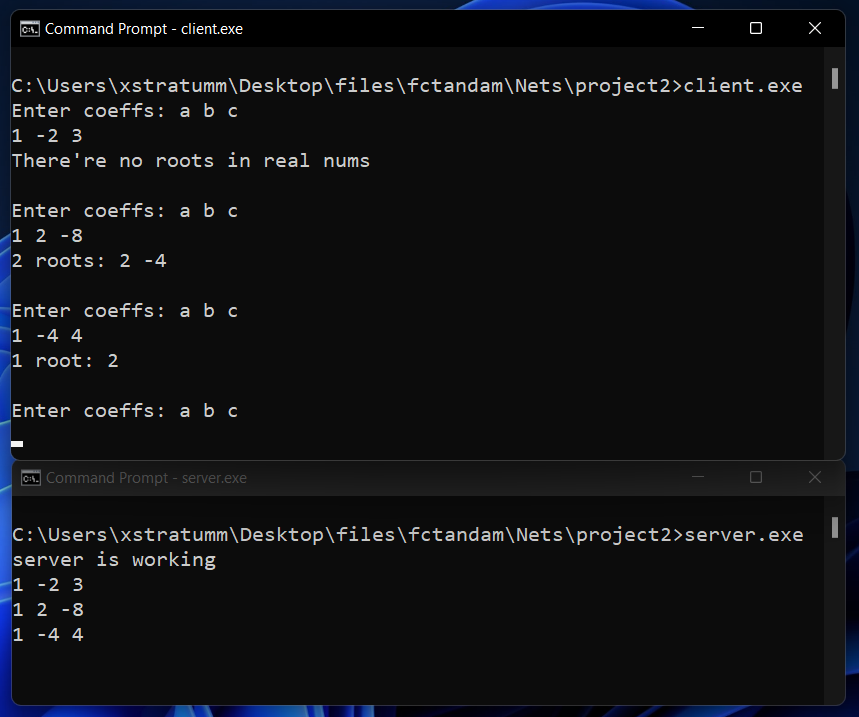 Command Prompt - client.exe
C:\Users\xstratumm\Desktop\files\fctandam\Nets\project2>client.exe
Enter coeffs: a b c
1 -2 3
There're no roots in real nums
Enter coeffs: a b c
1 2 -8
2 roots: 2 -4
Enter coeffs: a b c
1 -4 4
1 root: 2
Enter coeffs: a b c
Command Prompt - server.exe
C:\Users\xstratumm\Desktop\files\fctandam\Nets\project2>server.exe
server is working
1 -2 3
1 2 -8
1 -4 4